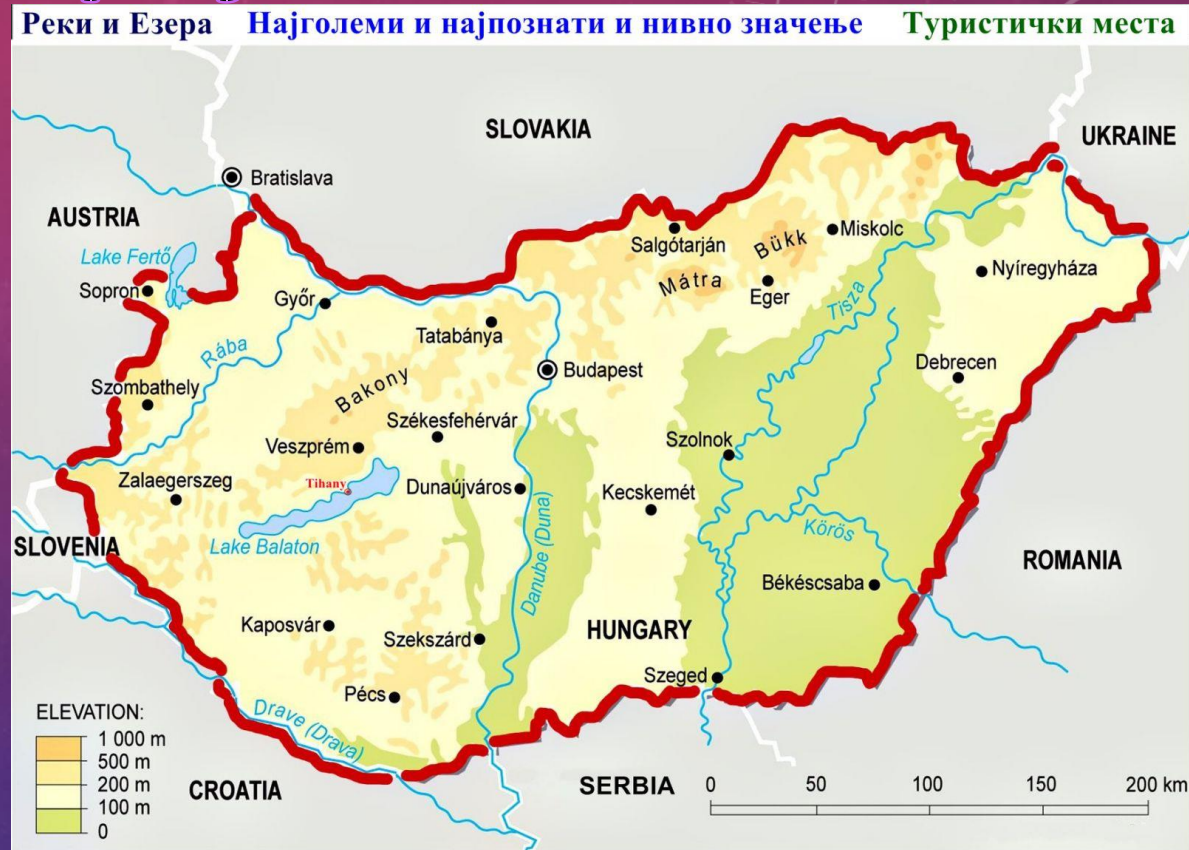 Реки и Езера Најголеми и најпознати и нивно значење Туристички места
SLOVAKIA
UKRAINE
Bratislava
AUSTRIA
Lake Fertő
Sopron
Győr
Salgótarján
Bükk
Miskolc
Mátra
Eger
Nyíregyháza
Tisza
Tatabánya
Rába
Budapest
Debrecen
Szombathely
Bakony
Székesfehérvár
Veszprém
Szolnok
Zalaegerszeg
Tihany
Dunaújváros
Kecskemét
Lake Balaton
Danube (Duna)
Körös
SLOVENIA
ROMANIA
Békéscsaba
Kaposvár
Szekszárd
HUNGARY
Szeged
Pécs
Drave (Drava)
ELEVATION:
1 000 m
500 m
200 m
100 m
0
CROATIA
SERBIA
0 50 100 150 200 km